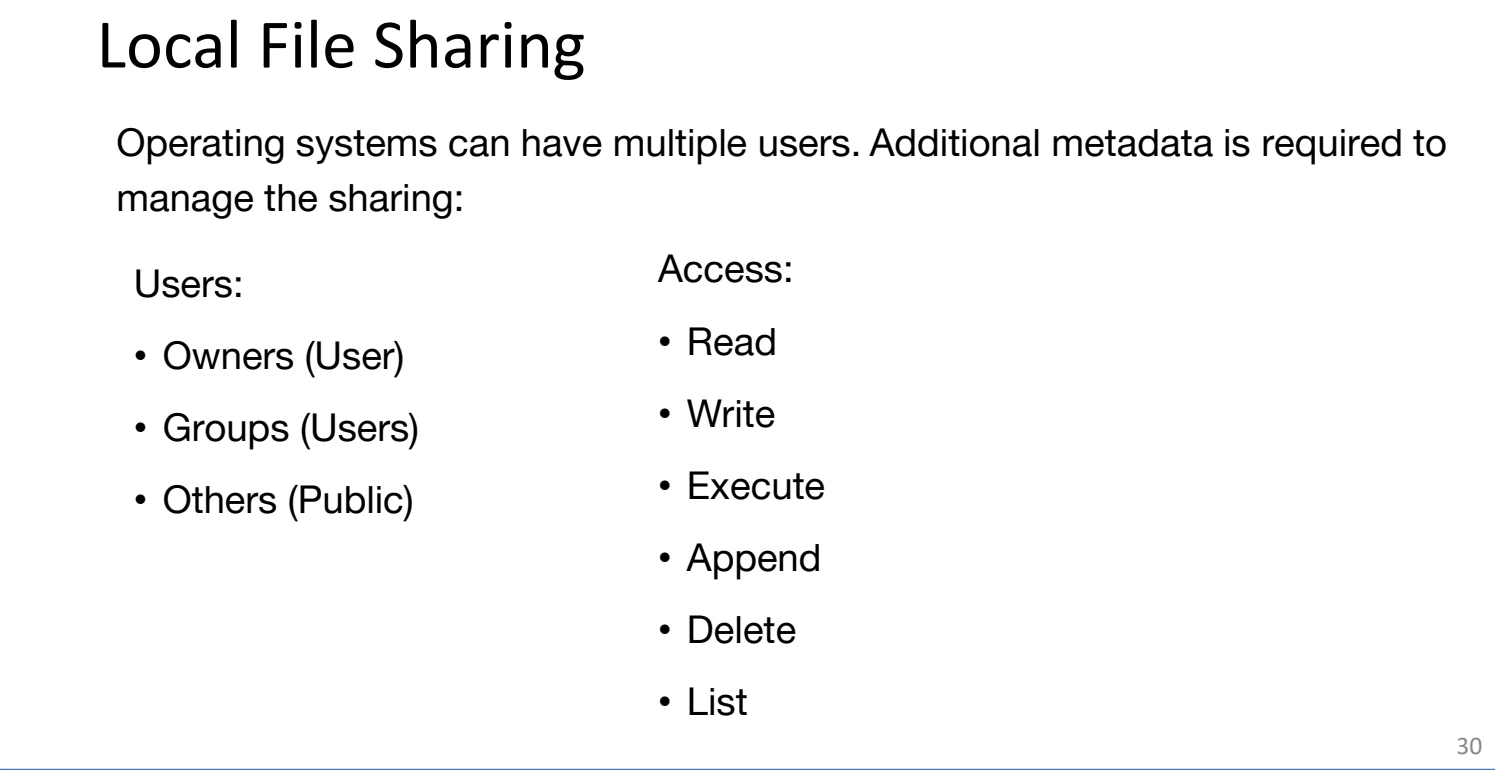 Local File Sharing
Operating systems can have multiple users. Additional metadata is required to
manage the sharing:
Users:
• Owners (User)
• Groups (Users)
• Others (Public)
Access:
• Read
• Write
• Execute
• Append
• Delete
• List
30